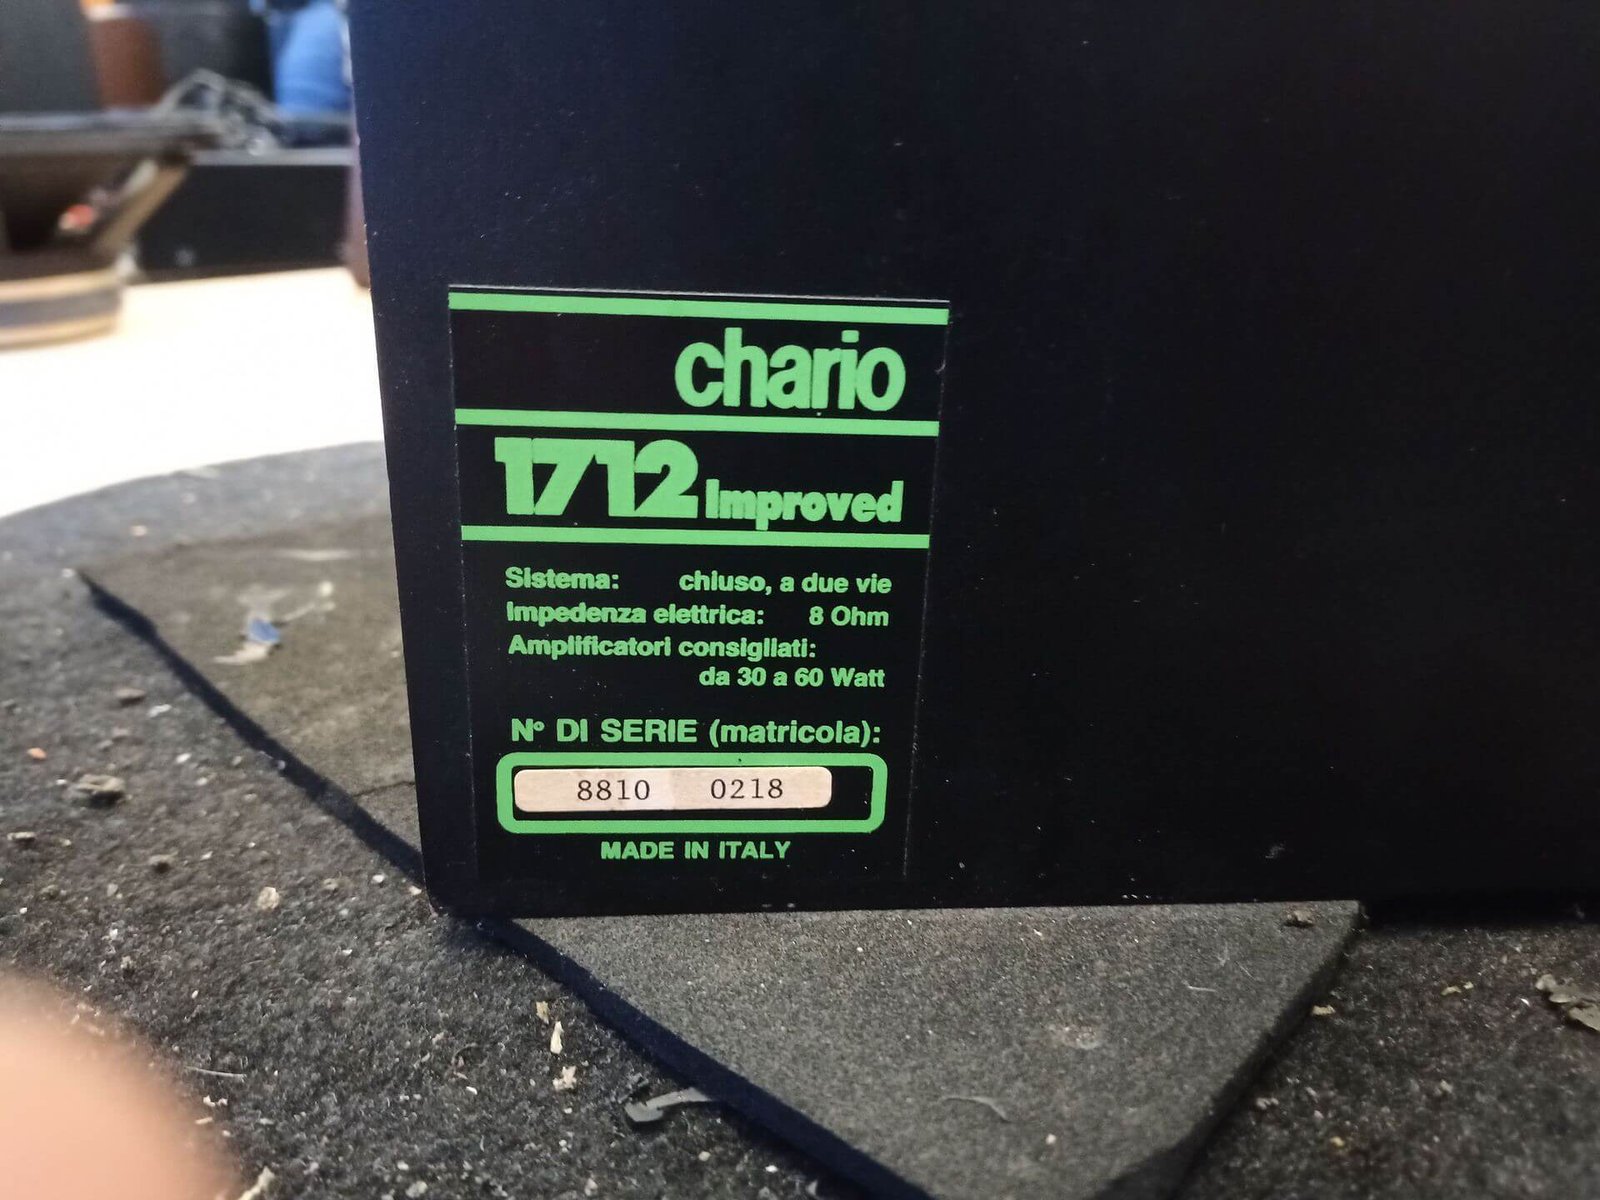 chario
1712 Improved
Sistema: chiuso, a due vie
Impedenza elettrica: 8 Ohm
Amplificatori consigliati:
da 30 a 60 Watt
Nº DI SERIE (matricola):
8810 0218
MADE IN ITALY